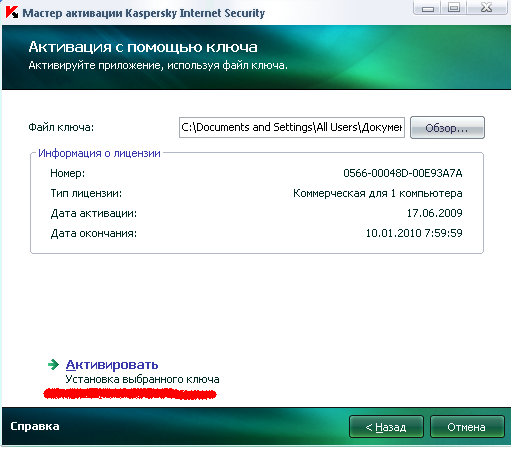 Мастер активации Kaspersky Internet Security
Активация с помощью ключа
Активируйте приложение, используя файл ключа.
Файл ключа: C:\Documents and Settings\All Users\Докумен Обзор...
Информация о лицензии
Номер: 0566-00048D-00E93A7A
Тип лицензии: Коммерческая для 1 компьютера
Дата активации: 17.06.2009
Дата окончания: 10.01.2010 7:59:59
Активировать
Установка выбранного ключа
Справка < Назад Отмена